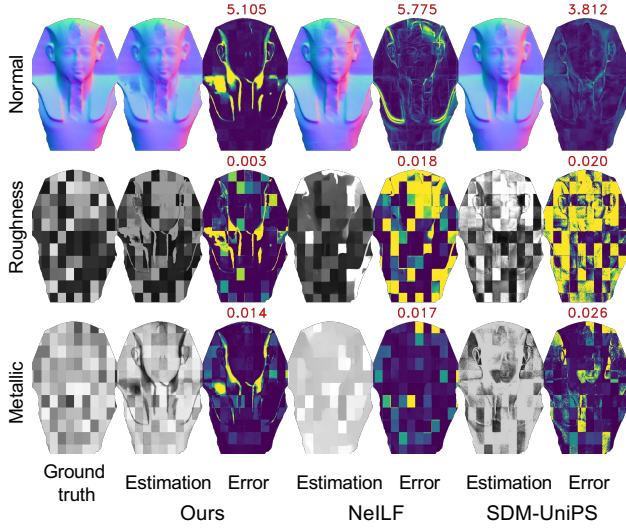 5.105 5.775 3.812
Normal
0.003 0.018 0.020
Roughness
0.014 0.017 0.026
Metallic
Ground
truth
Estimation Error Estimation Error Estimation Error
Ours NeILF SDM-UniPS